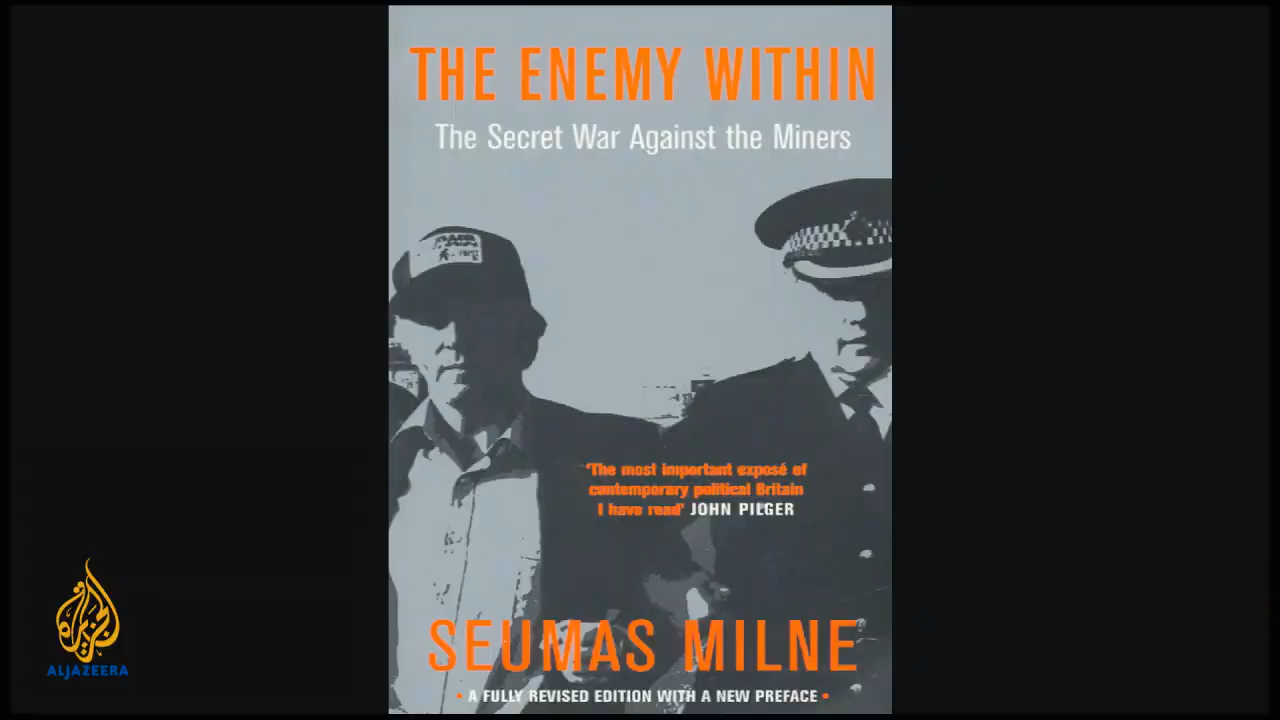 THE ENEMY WITHIN
The Secret War Against the Miners
'The most important exposé of
contemporary political Britain
I have read' JOHN PILGER
SEUMAS MILNE
• A FULLY REVISED EDITION WITH A NEW PREFACE •
ALJAZEERA